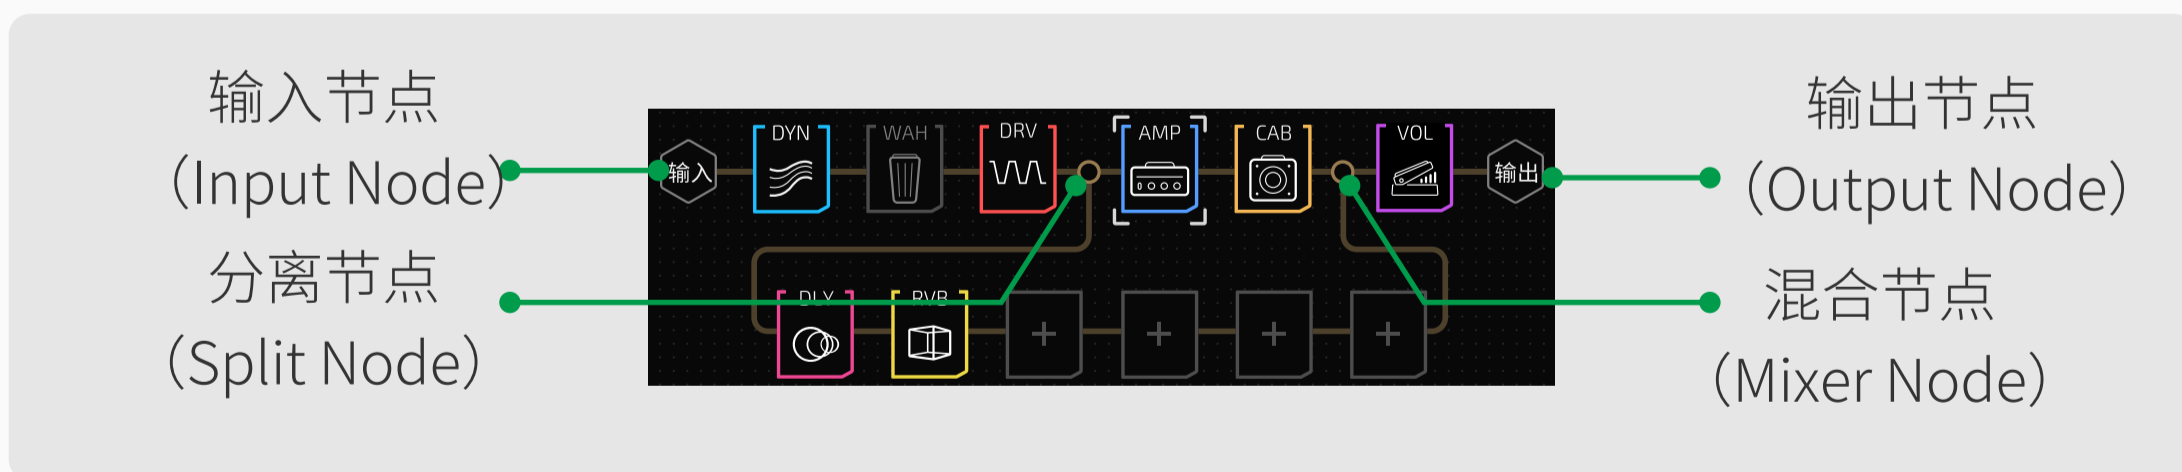 输入节点
（Input Node）
分离节点
（Split Node）
输入
DYN
WAH
DRV
AMP
CAB
VOL
输出
DLY
RVB
输出节点
（Output Node）
混合节点
（Mixer Node）